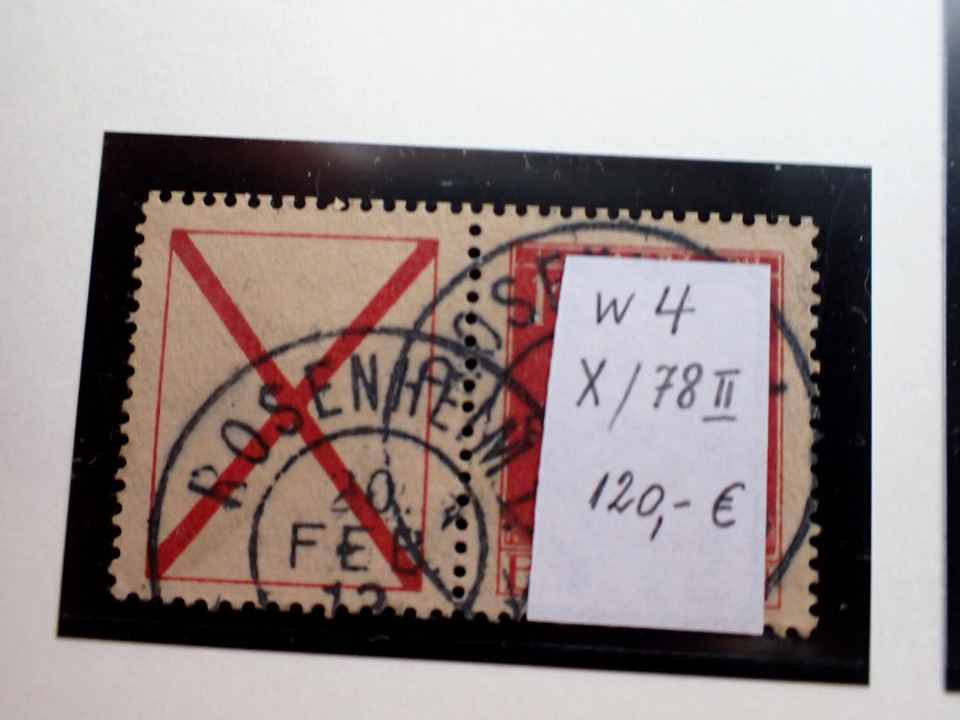 W 4
X / 78 II
120,- €
ROSENHEIM
20
FEB
12